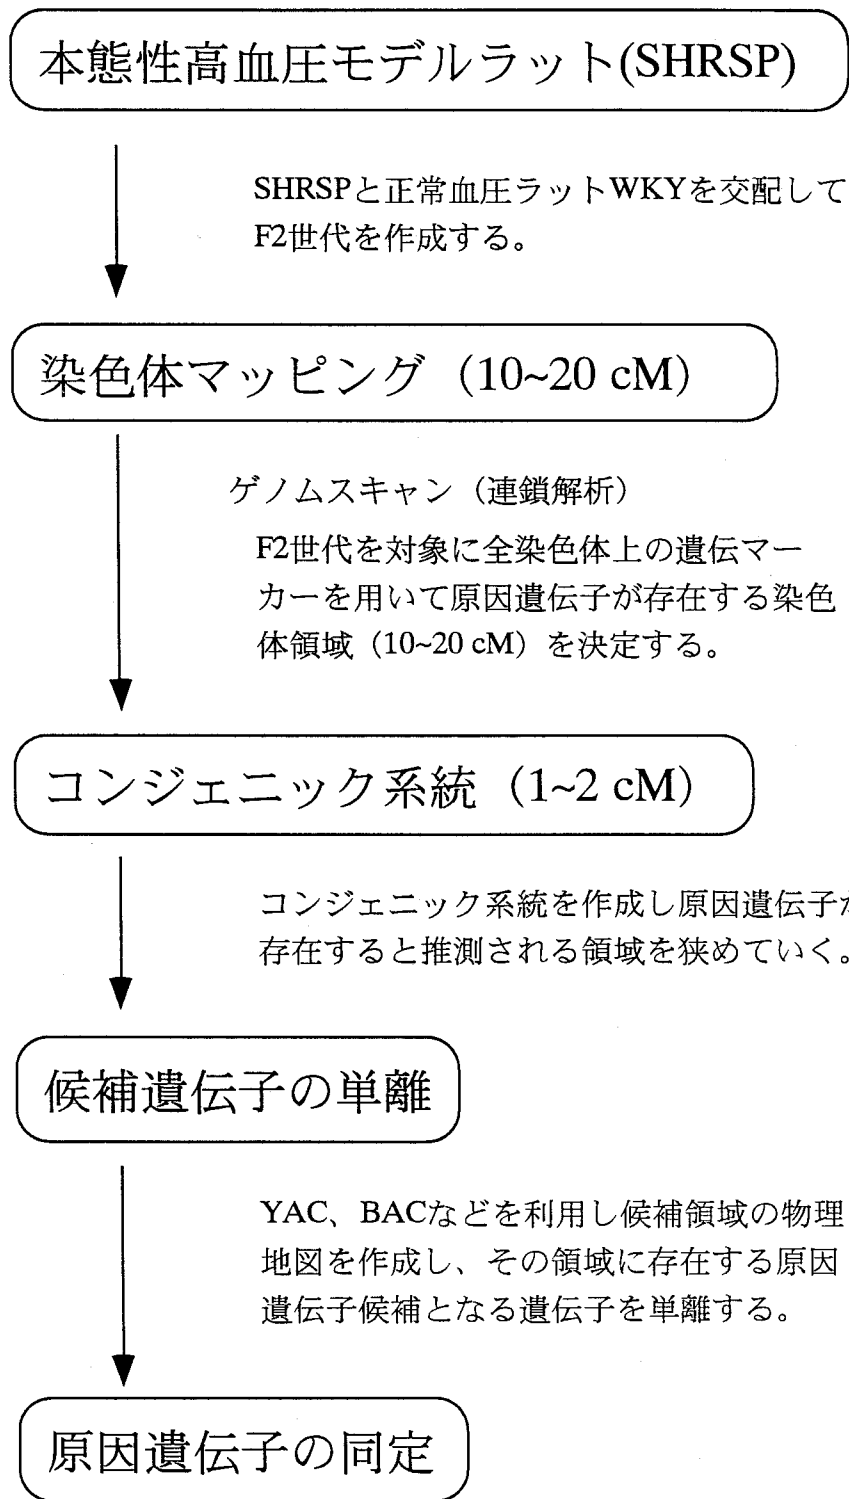 本態性高血圧モデルラット(SHRSP)
SHRSPと正常血圧ラットWKYを交配して
F2世代を作成する。
染色体マッピング（10~20 cM）
ゲノムスキャン（連鎖解析）
F2世代を対象に全染色体上の遺伝マー
カーを用いて原因遺伝子が存在する染色
体領域（10~20 cM）を決定する。
コンジェニック系統（1~2 cM）
コンジェニック系統を作成し原因遺伝子が
存在すると推測される領域を狭めていく。
候補遺伝子の単離
YAC、BACなどを利用し候補領域の物理
地図を作成し、その領域に存在する原因
遺伝子候補となる遺伝子を単離する。
原因遺伝子の同定